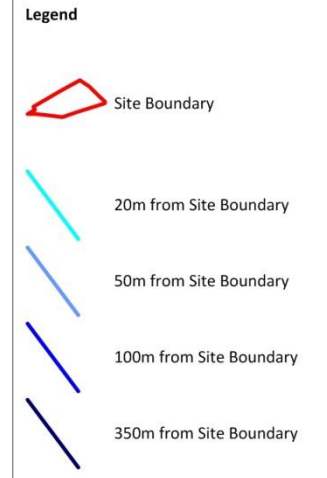 Legend
Site Boundary
20m from Site Boundary
50m from Site Boundary
100m from Site Boundary
350m from Site Boundary